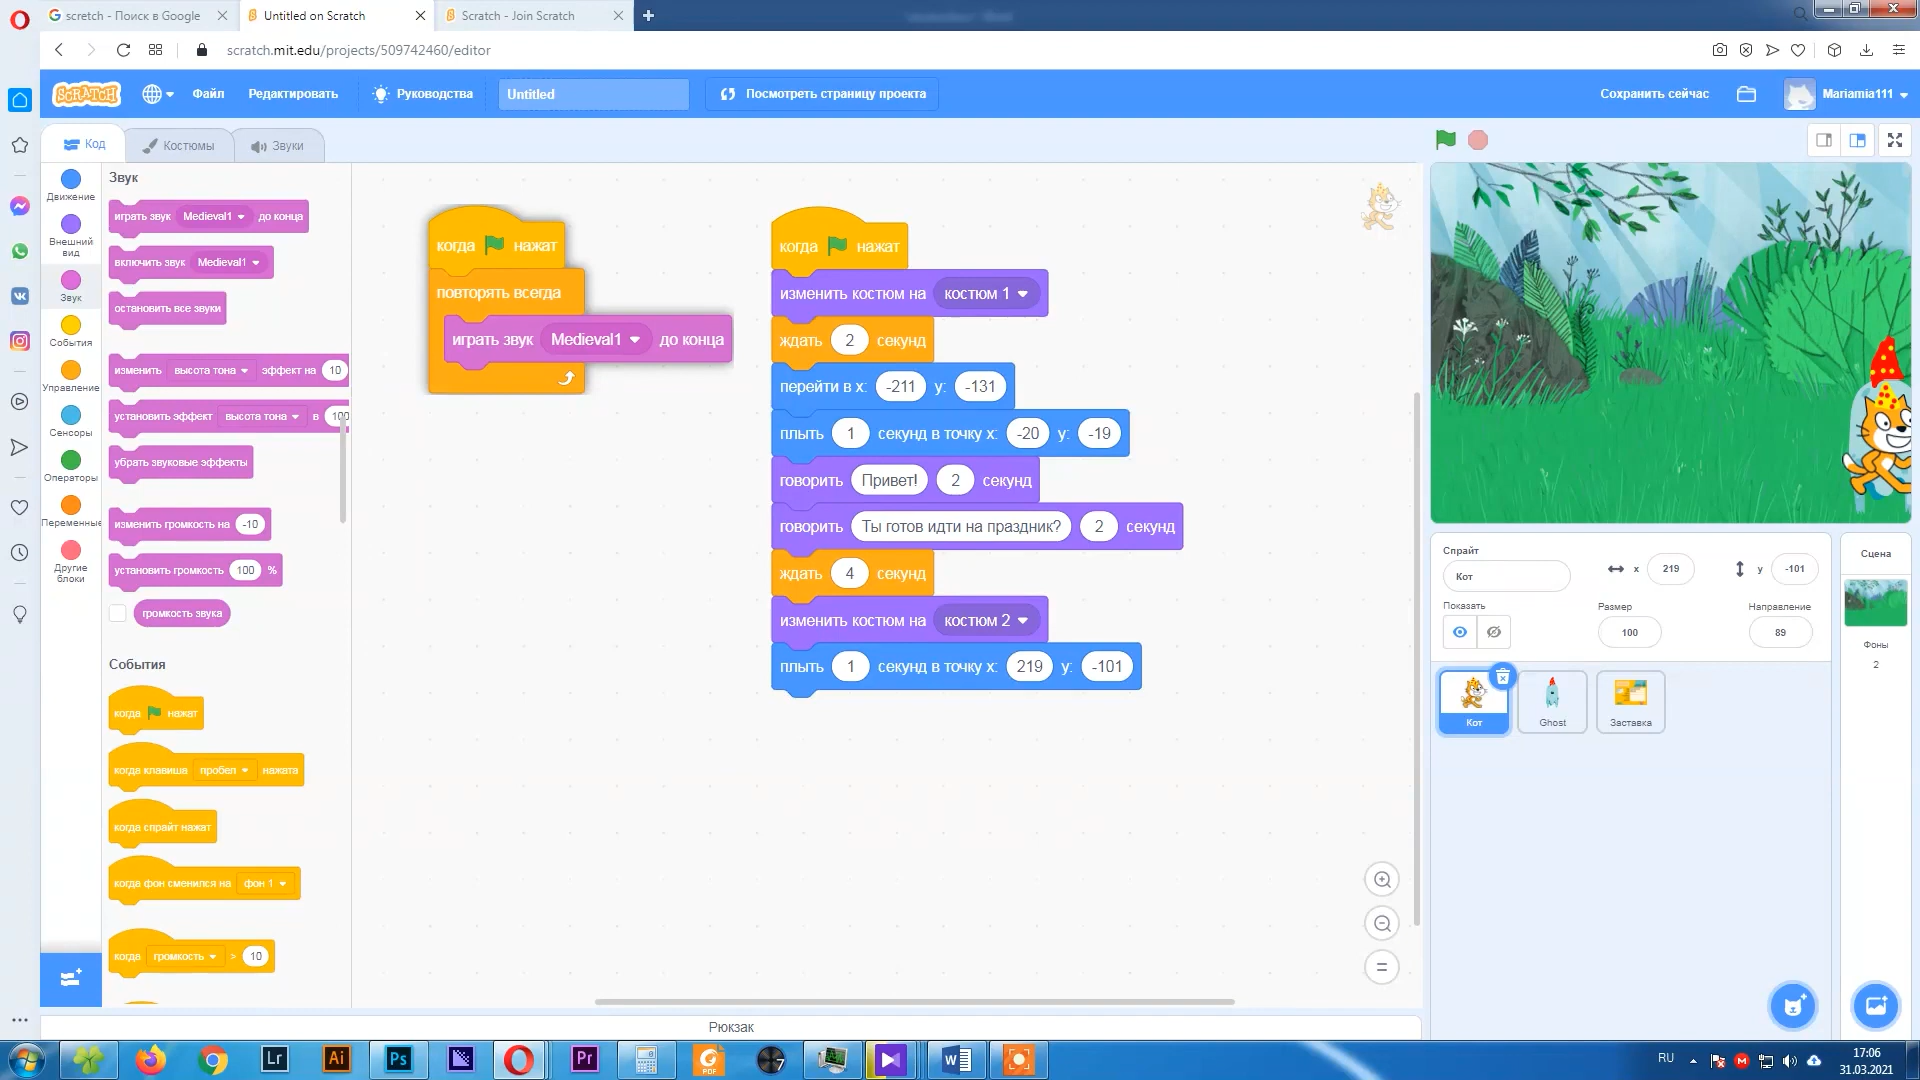 scretch - Поиск в Google
Untitled on Scratch
Scratch - Join Scratch
scratch.mit.edu/projects/509742460/editor
SCRATCH
Файл
Редактировать
Руководства
Untitled
Посмотреть страницу проекта
Сохранить сейчас
Mariamia111
Код
Костюмы
Звуки
Движение
Внешний вид
Звук
События
Управление
Сенсоры
Операторы
Переменные
Другие блоки
Звук
играть звук Medieval1 до конца
включить звук Medieval1
остановить все звуки
изменить высота тона эффект на 10
установить эффект высота тона в 100
убрать звуковые эффекты
изменить громкость на -10
установить громкость 100 %
громкость звука
События
когда нажат
когда клавиша пробел нажата
когда спрайт нажат
когда фон сменился на фон 1
когда громкость > 10
когда нажат
повторять всегда
играть звук Medieval1 до конца
когда нажат
изменить костюм на костюм 1
ждать 2 секунд
перейти в x: -211 y: -131
плыть 1 секунд в точку x: -20 y: -19
говорить Привет! 2 секунд
говорить Ты готов идти на праздник? 2 секунд
ждать 4 секунд
изменить костюм на костюм 2
плыть 1 секунд в точку x: 219 y: -101
Рюкзак
Спрайт
Кот
x 219
y -101
Показать
Размер
100
Направление
89
Кот
Ghost
Заставка
Сцена
Фоны
2
Lr
Ai
Ps
Pr
PDF
7
W
RU
17:06
31.03.2021